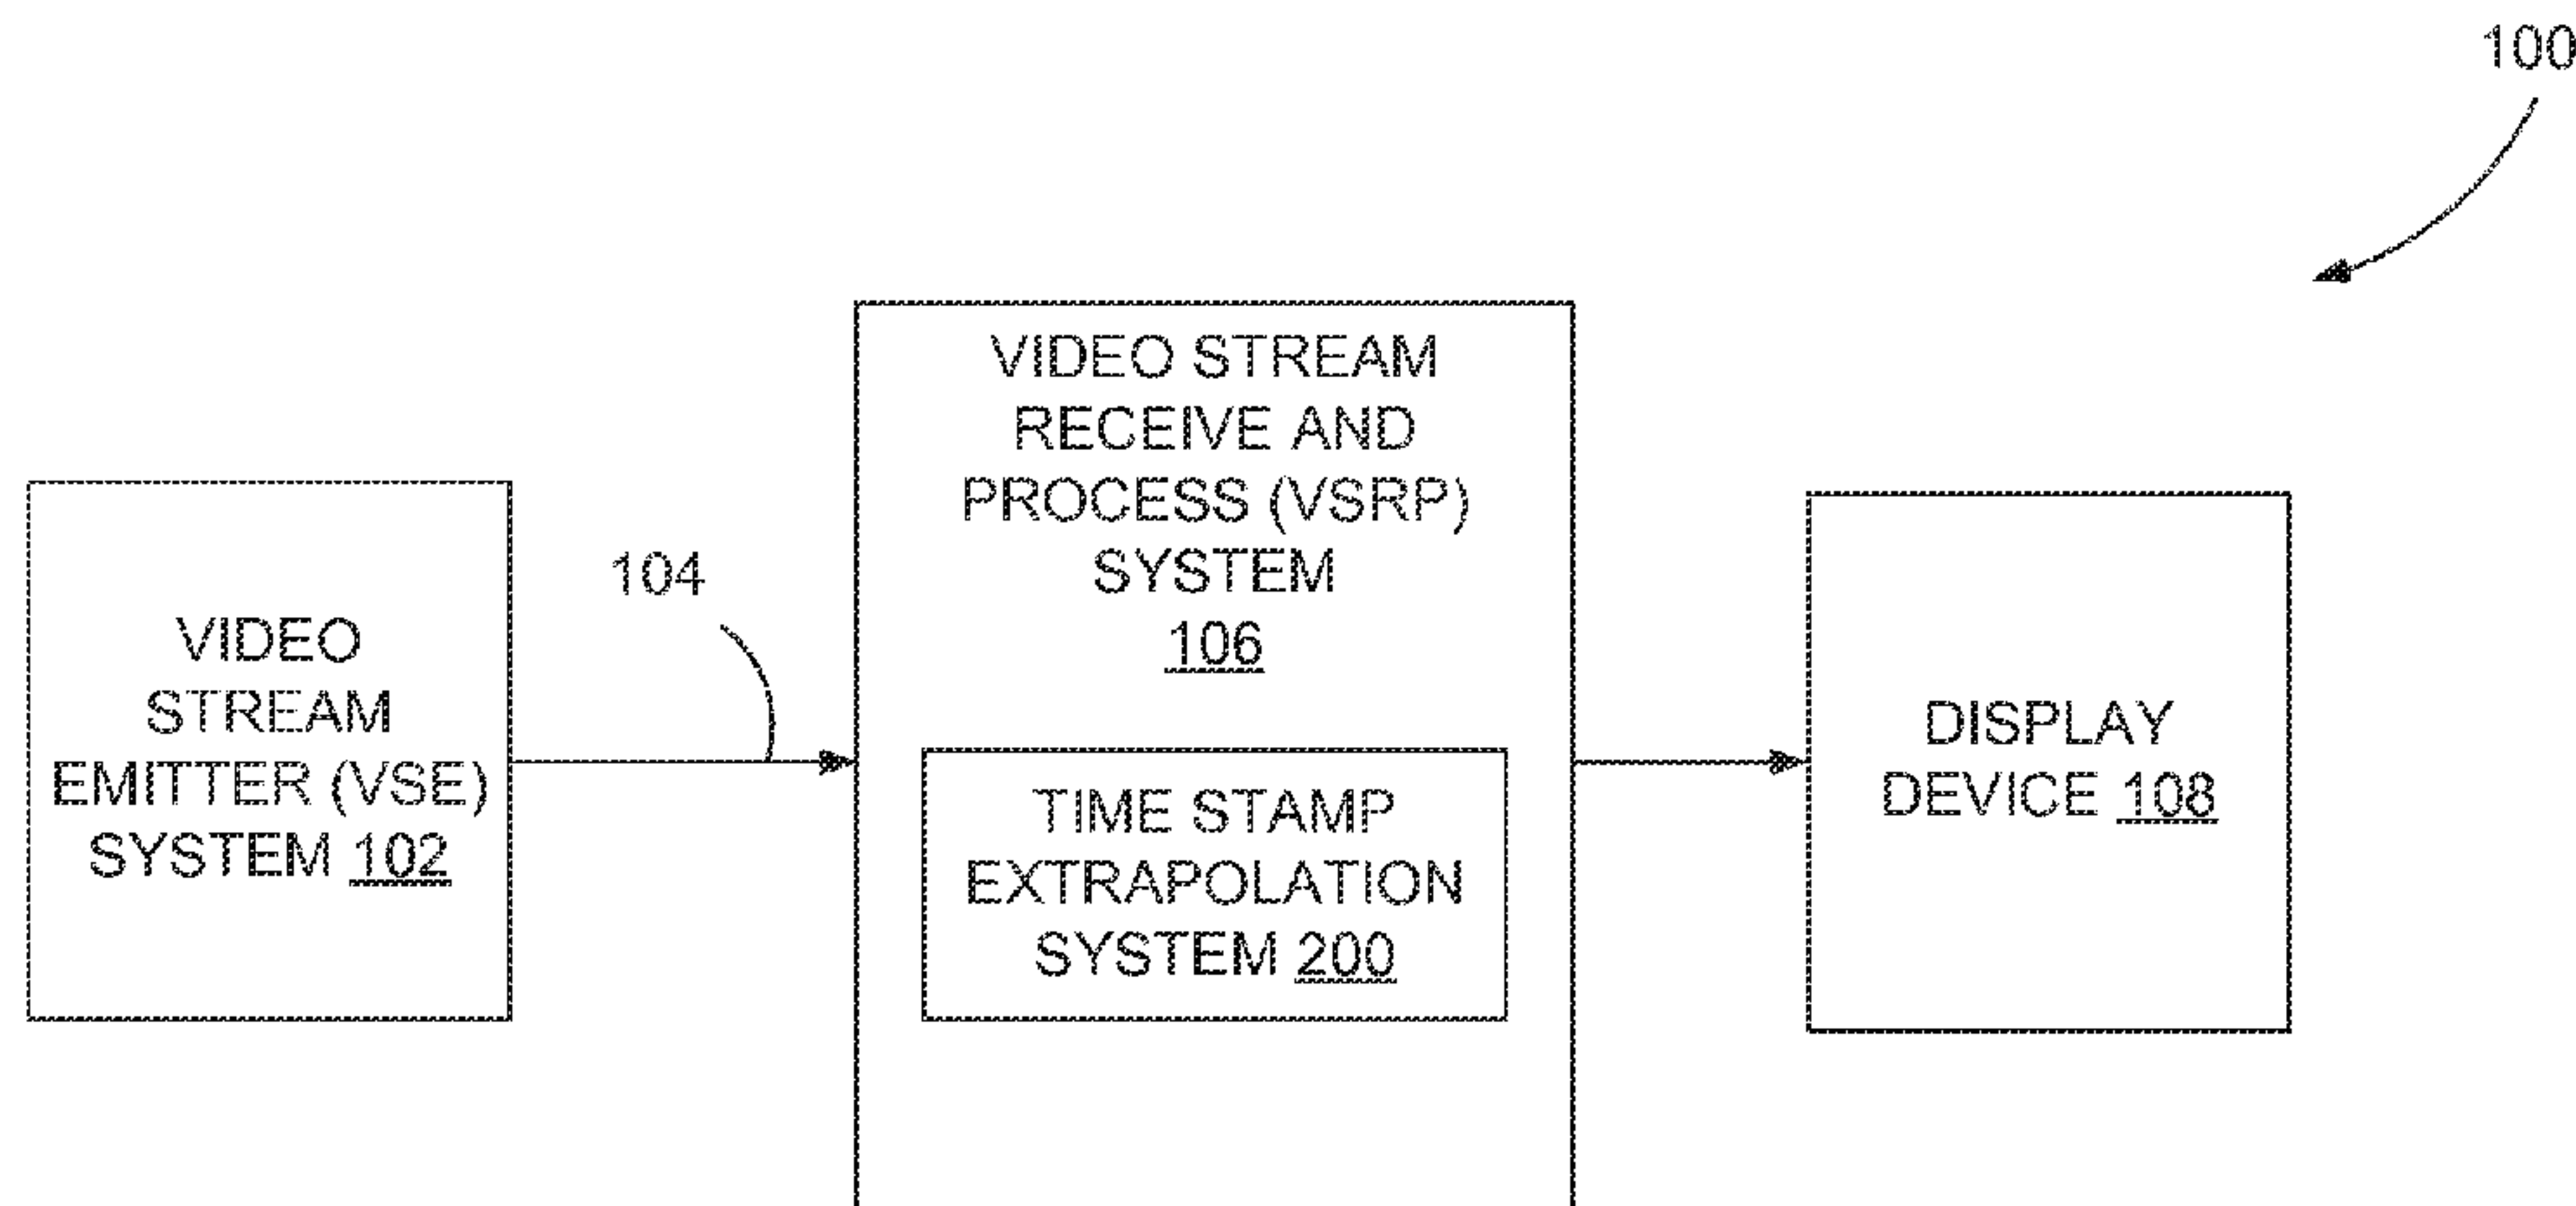 100
VIDEO STREAM
RECEIVE AND
PROCESS (VSRP)
SYSTEM
106
104
VIDEO
STREAM
EMITTER (VSE)
SYSTEM 102
TIME STAMP
EXTRAPOLATION
SYSTEM 200
DISPLAY
DEVICE 108